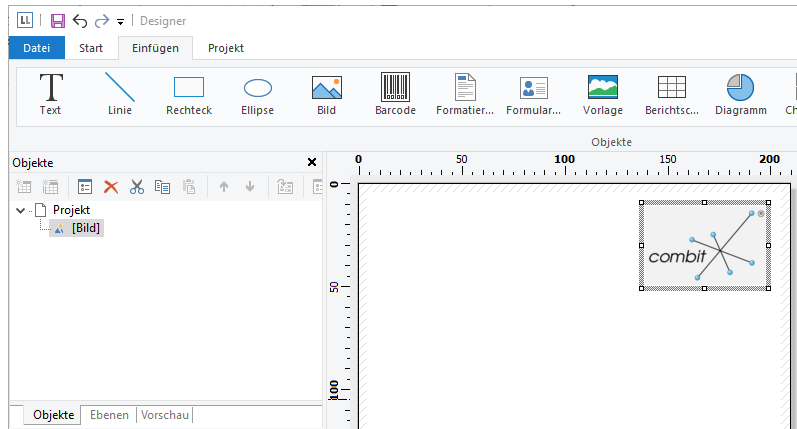 LL Designer
Datei Start Einfügen Projekt
Text Linie Rechteck Ellipse Bild Barcode Formatier... Formular... Vorlage Berichtsc... Diagramm Ch
Objekte
Objekte
0 50 100 150 200
Projekt
[Bild]
0
combit
50
100
Objekte Ebenen Vorschau